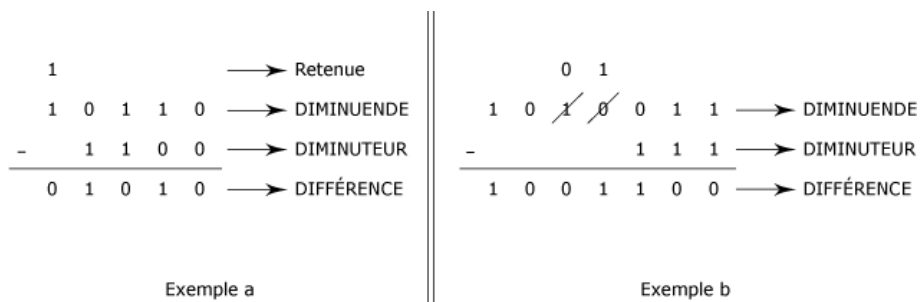 1 Retenue
1 0 1 1 0 DIMINUENDE
- 1 1 0 0 DIMINUTEUR
0 1 0 1 0 DIFFÉRENCE
Exemple a
0 1
1 0 1 0 0 1 1 DIMINUENDE
- 1 1 1 DIMINUTEUR
1 0 0 1 1 0 0 DIFFÉRENCE
Exemple b